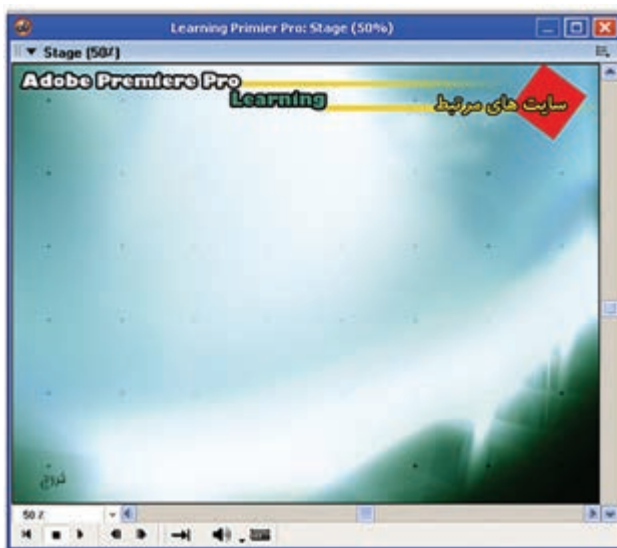 Learning Primier Pro: Stage (50%)
Stage (50%)
Adobe Premiere Pro
Learning
سایت های مرتبط
خروج
50 %